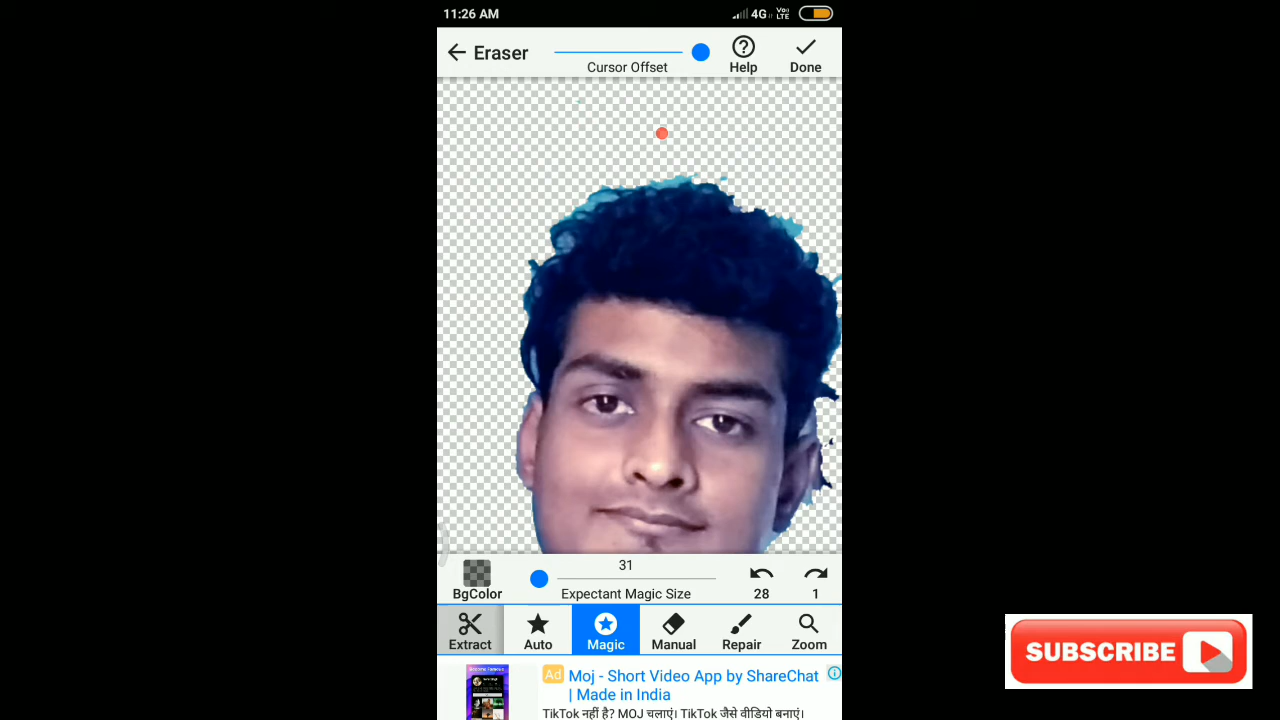 11:26 AM
4G
Vo))
LTE
Eraser
Cursor Offset
Help
Done
31
BgColor
Expectant Magic Size
28
1
Extract
Auto
Magic
Manual
Repair
Zoom
Ad
Moj - Short Video App by ShareChat
| Made in India
TikTok नहीं है? MOJ चलाएं। TikTok जैसे वीडियो बनाएं।
SUBSCRIBE